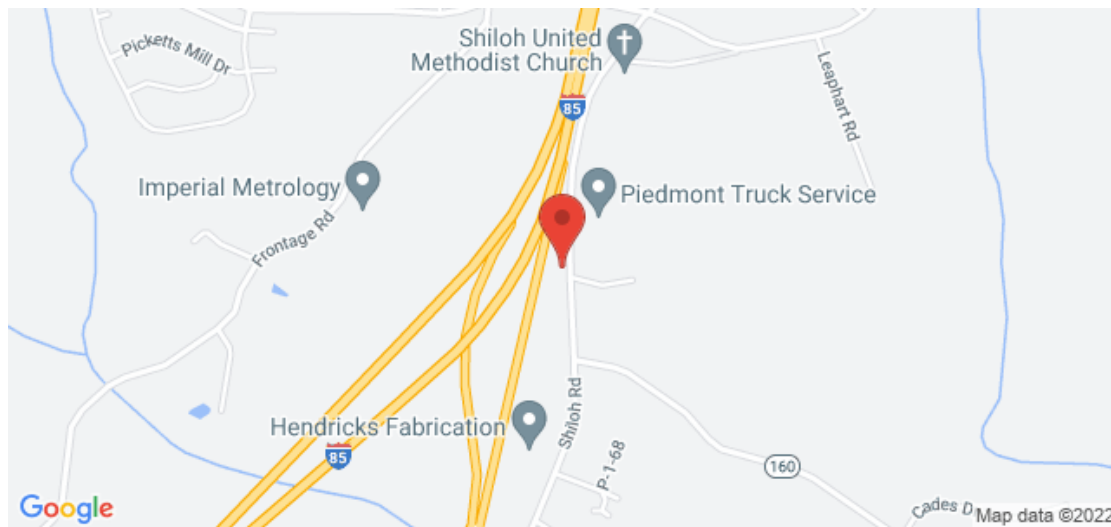 Picketts Mill Dr
Shiloh United
Methodist Church
85
Leaphart Rd
Imperial Metrology
Piedmont Truck Service
Frontage Rd
Hendricks Fabrication
Shiloh Rd
85
P-1-68
160
Cades D
Google
Map data ©2022